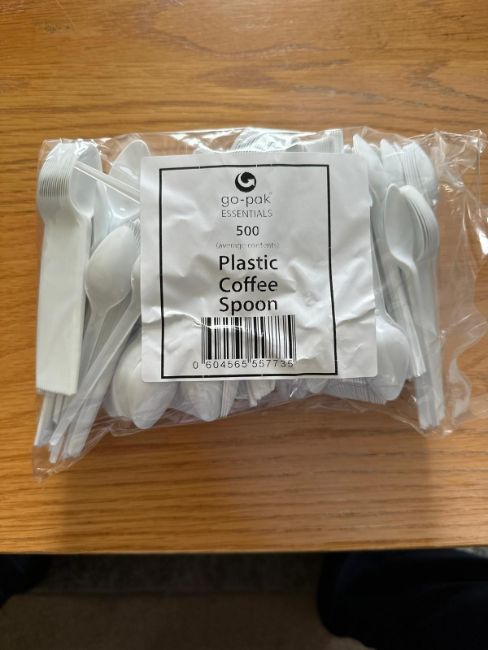 go-pak
ESSENTIALS
500
(average contents)
Plastic
Coffee
Spoon
0 604565 557735